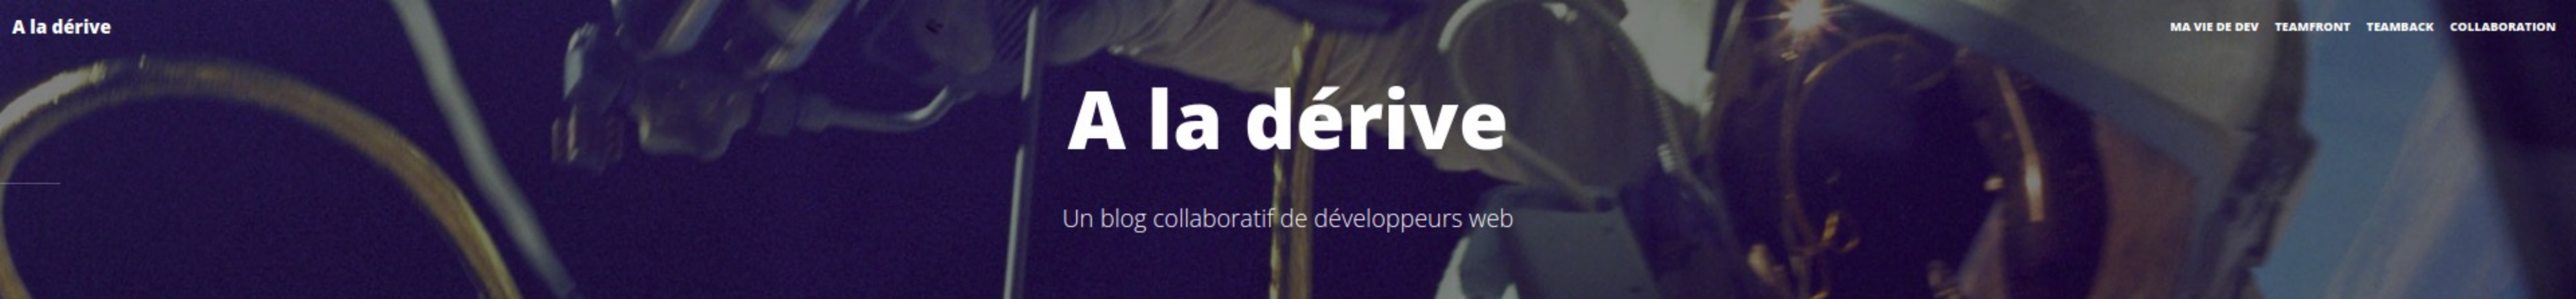 A la dérive
MA VIE DE DEV TEAMFRONT TEAMBACK COLLABORATION
A la dérive
Un blog collaboratif de développeurs web